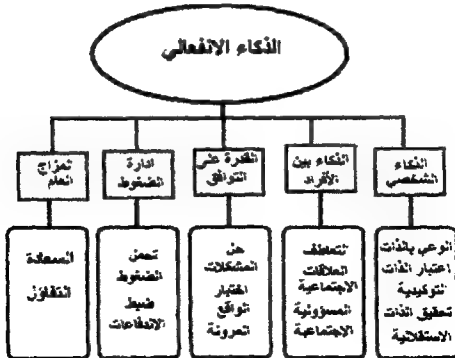 الذكاء الانفعالي
الذكاء
الشخصي
الذكاء بين
الأفراد
القدرة على
التوافق
ادارة
الضغوط
المزاج
العام
الوعي بالذات
اعتبار الذات
التوكيدية
تحقيق الذات
الاستقلالية
التعاطف
العلاقات
الاجتماعية
المسؤولية
الاجتماعية
حل
المشكلات
اختبار
الواقع
المرونة
تحمل
الضغوط
ضبط
الاندفاعات
السعادة
التفاؤل